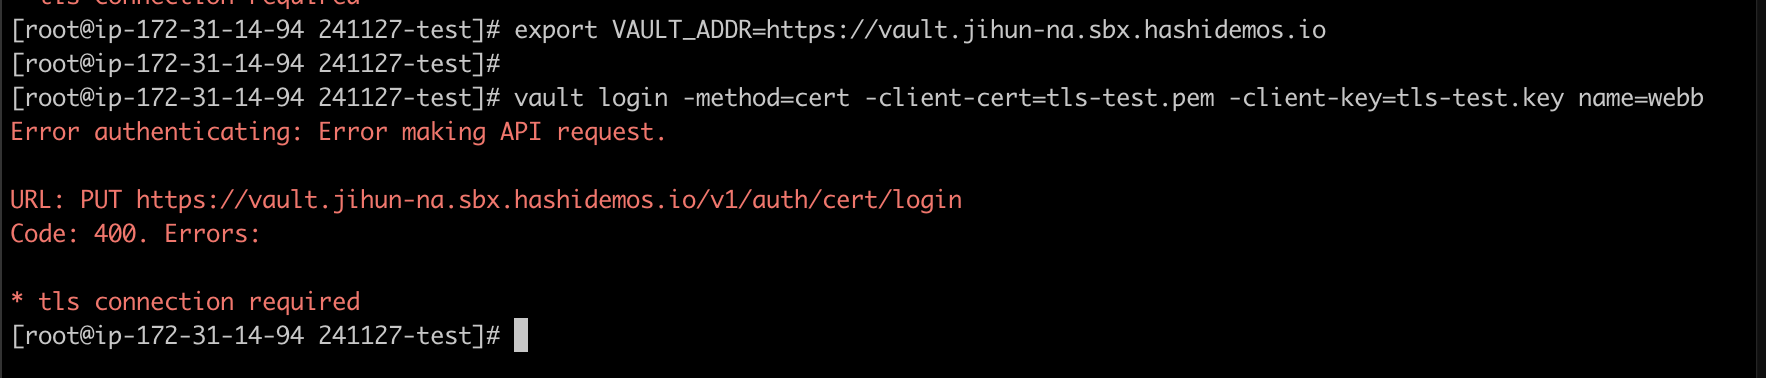 * tls connection required
[root@ip-172-31-14-94 241127-test]# export VAULT_ADDR=https://vault.jihun-na.sbx.hashidemos.io
[root@ip-172-31-14-94 241127-test]#
[root@ip-172-31-14-94 241127-test]# vault login -method=cert -client-cert=tls-test.pem -client-key=tls-test.key name=webb
Error authenticating: Error making API request.
URL: PUT https://vault.jihun-na.sbx.hashidemos.io/v1/auth/cert/login
Code: 400. Errors:
* tls connection required
[root@ip-172-31-14-94 241127-test]#